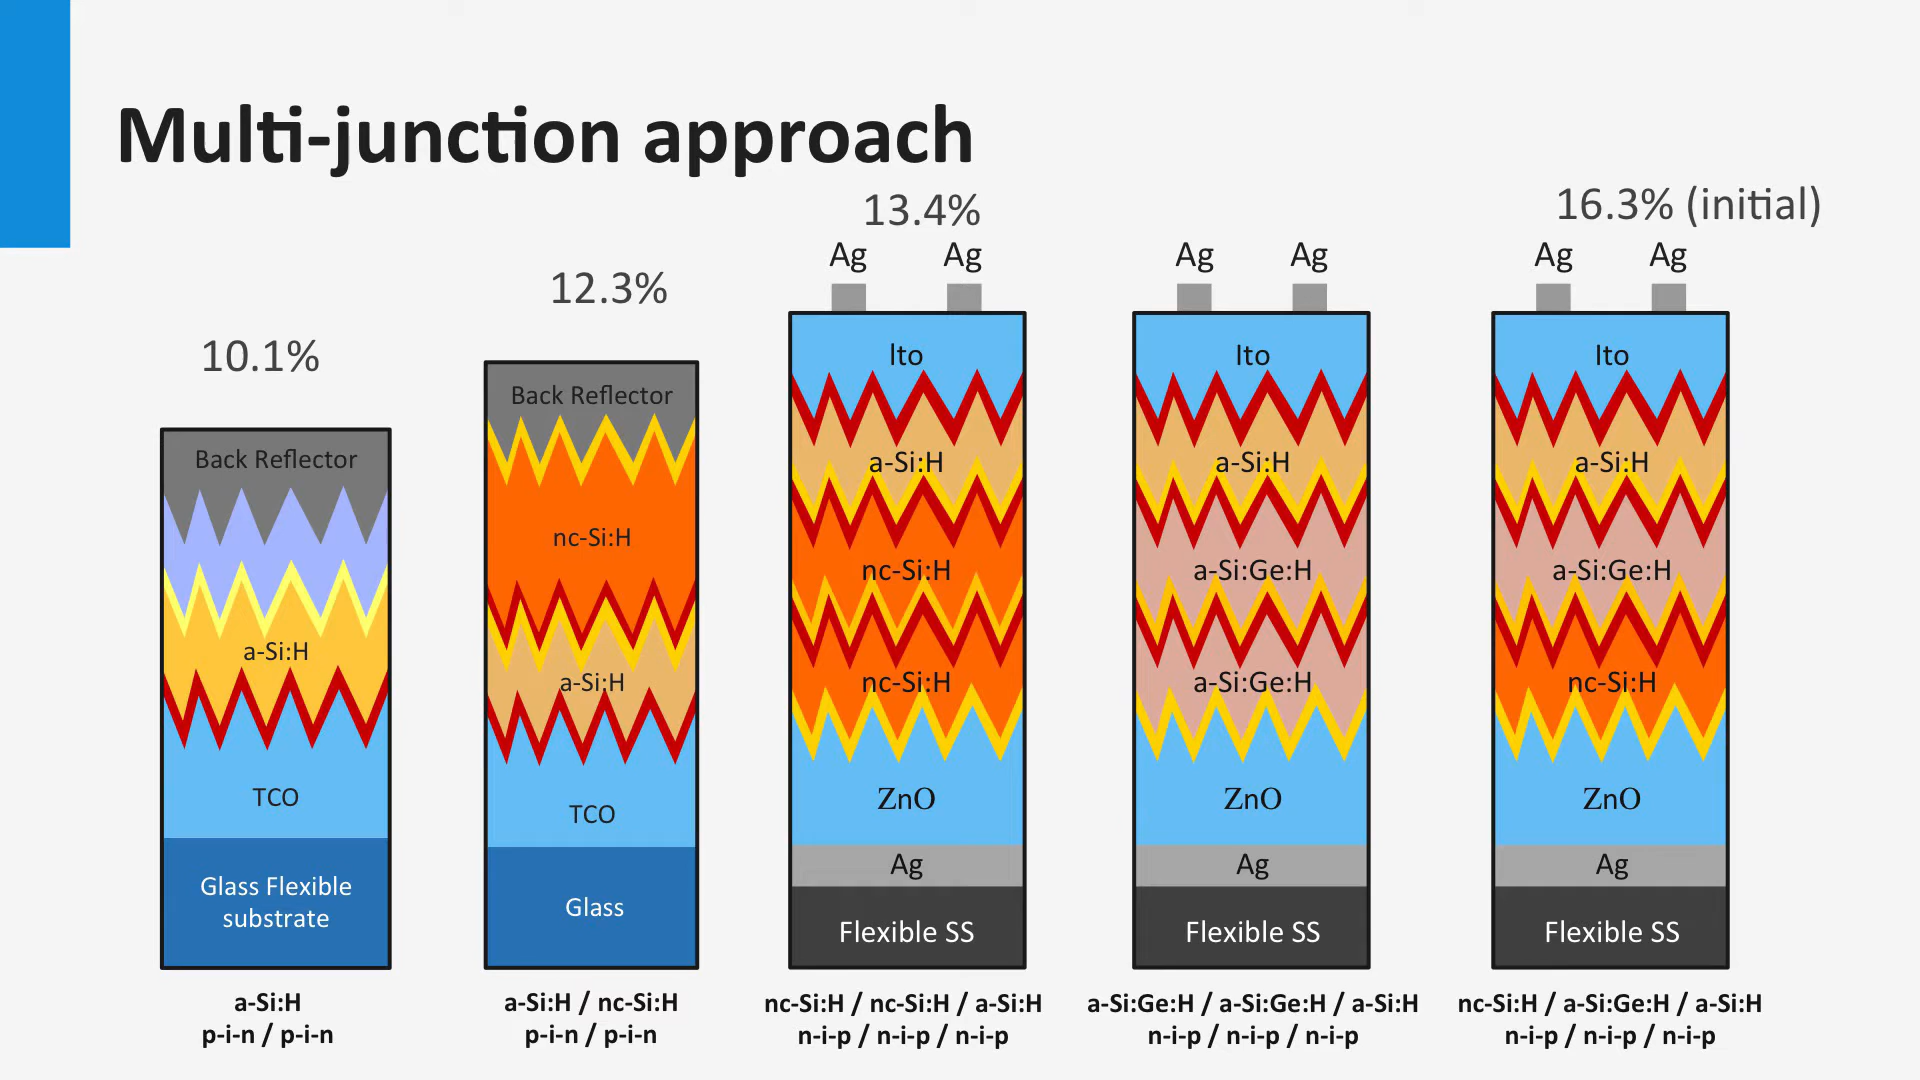 Multi-junction approach
10.1%
Back Reflector
a-Si:H
TCO
Glass Flexible
substrate
a-Si:H
p-i-n / p-i-n
12.3%
Back Reflector
nc-Si:H
a-Si:H
TCO
Glass
a-Si:H / nc-Si:H
p-i-n / p-i-n
13.4%
Ag Ag
Ito
a-Si:H
nc-Si:H
nc-Si:H
ZnO
Ag
Flexible SS
nc-Si:H / nc-Si:H / a-Si:H
n-i-p / n-i-p / n-i-p
Ag Ag
Ito
a-Si:H
a-Si:Ge:H
a-Si:Ge:H
ZnO
Ag
Flexible SS
a-Si:Ge:H / a-Si:Ge:H / a-Si:H
n-i-p / n-i-p / n-i-p
16.3% (initial)
Ag Ag
Ito
a-Si:H
a-Si:Ge:H
nc-Si:H
ZnO
Ag
Flexible SS
nc-Si:H / a-Si:Ge:H / a-Si:H
n-i-p / n-i-p / n-i-p